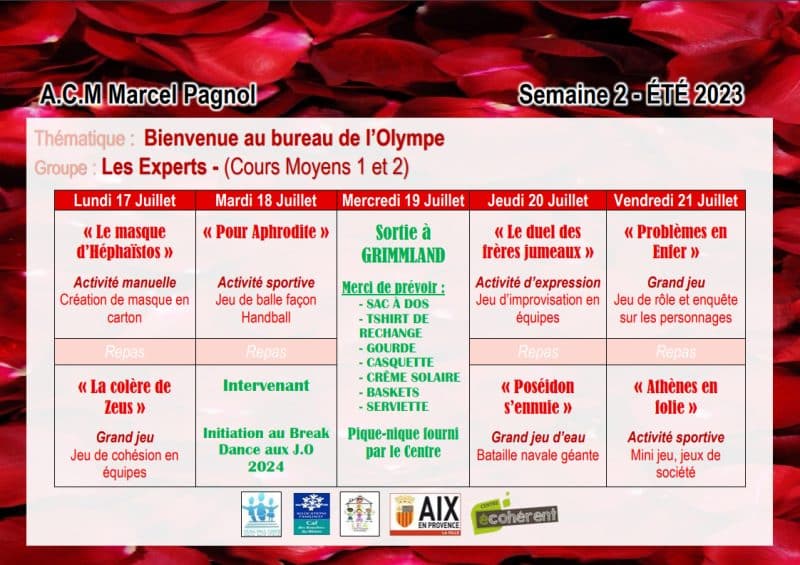 A.C.M Marcel Pagnol
Semaine 2 - ÉTÉ 2023
Thématique : Bienvenue au bureau de l'Olympe
Groupe : Les Experts - (Cours Moyens 1 et 2)
Lundi 17 Juillet
Mardi 18 Juillet
Mercredi 19 Juillet
Jeudi 20 Juillet
Vendredi 21 Juillet
« Le masque
d'Héphaïstos »
Activité manuelle
Création de masque en
carton
« Pour Aphrodite »
Activité sportive
Jeu de balle façon
Handball
Sortie à
GRIMMLAND
Merci de prévoir :
- SAC À DOS
- TSHIRT DE
RECHANGE
- GOURDE
- CASQUETTE
- CRÊME SOLAIRE
- BASKETS
- SERVIETTE
Pique-nique fourni
par le Centre
« Le duel des
frères jumeaux »
Activité d'expression
Jeu d'improvisation en
équipes
« Problèmes en
Enfer »
Grand jeu
Jeu de rôle et enquête
sur les personnages
Repas
Repas
Repas
Repas
« La colère de
Zeus »
Grand jeu
Jeu de cohésion en
équipes
Intervenant
Initiation au Break
Dance aux J.O
2024
« Poséidon
s'ennuie »
Grand jeu d'eau
Bataille navale géante
« Athènes en
folie »
Activité sportive
Mini jeu, jeux de
société
AIX
EN PROVENCE
LA VILLE
écohérent